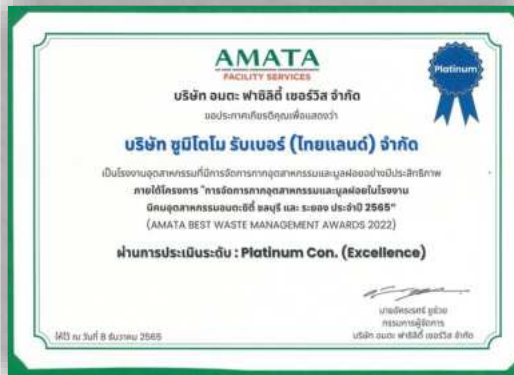 AMATA
FACILITY SERVICES
Platinum
บริษัท อมตะ ฟาซิลิตี้ เซอร์วิส จำกัด
ขอประกาศเกียรติคุณเพื่อแสดงว่า
บริษัท ซูมิโตโม รับเบอร์ (ไทยแลนด์) จำกัด
เป็นโรงงานอุตสาหกรรมที่มีการจัดการกากอุตสาหกรรมและมูลฝอยอย่างมีประสิทธิภาพ
ภายใต้โครงการ "การจัดการกากอุตสาหกรรมและมูลฝอยในโรงงาน
นิคมอุตสาหกรรมอมตะซิตี้ ชลบุรี และ ระยอง ประจำปี 2565"
(AMATA BEST WASTE MANAGEMENT AWARDS 2022)
ผ่านการประเมินระดับ : Platinum Con. (Excellence)
กรรมการผู้จัดการ
บริษัท อมตะ ฟาซิลิตี้ เซอร์วิส จำกัด
ให้ไว้ ณ วันที่ 8 ธันวาคม 2565